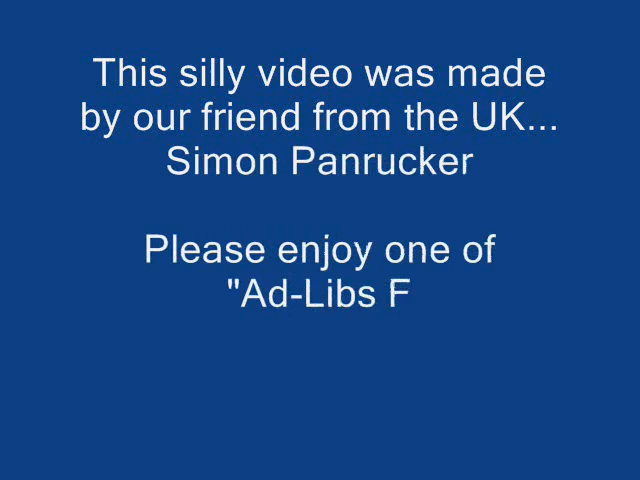 This silly video was made
by our friend from the UK...
Simon Panrucker
Please enjoy one of
"Ad-Libs F